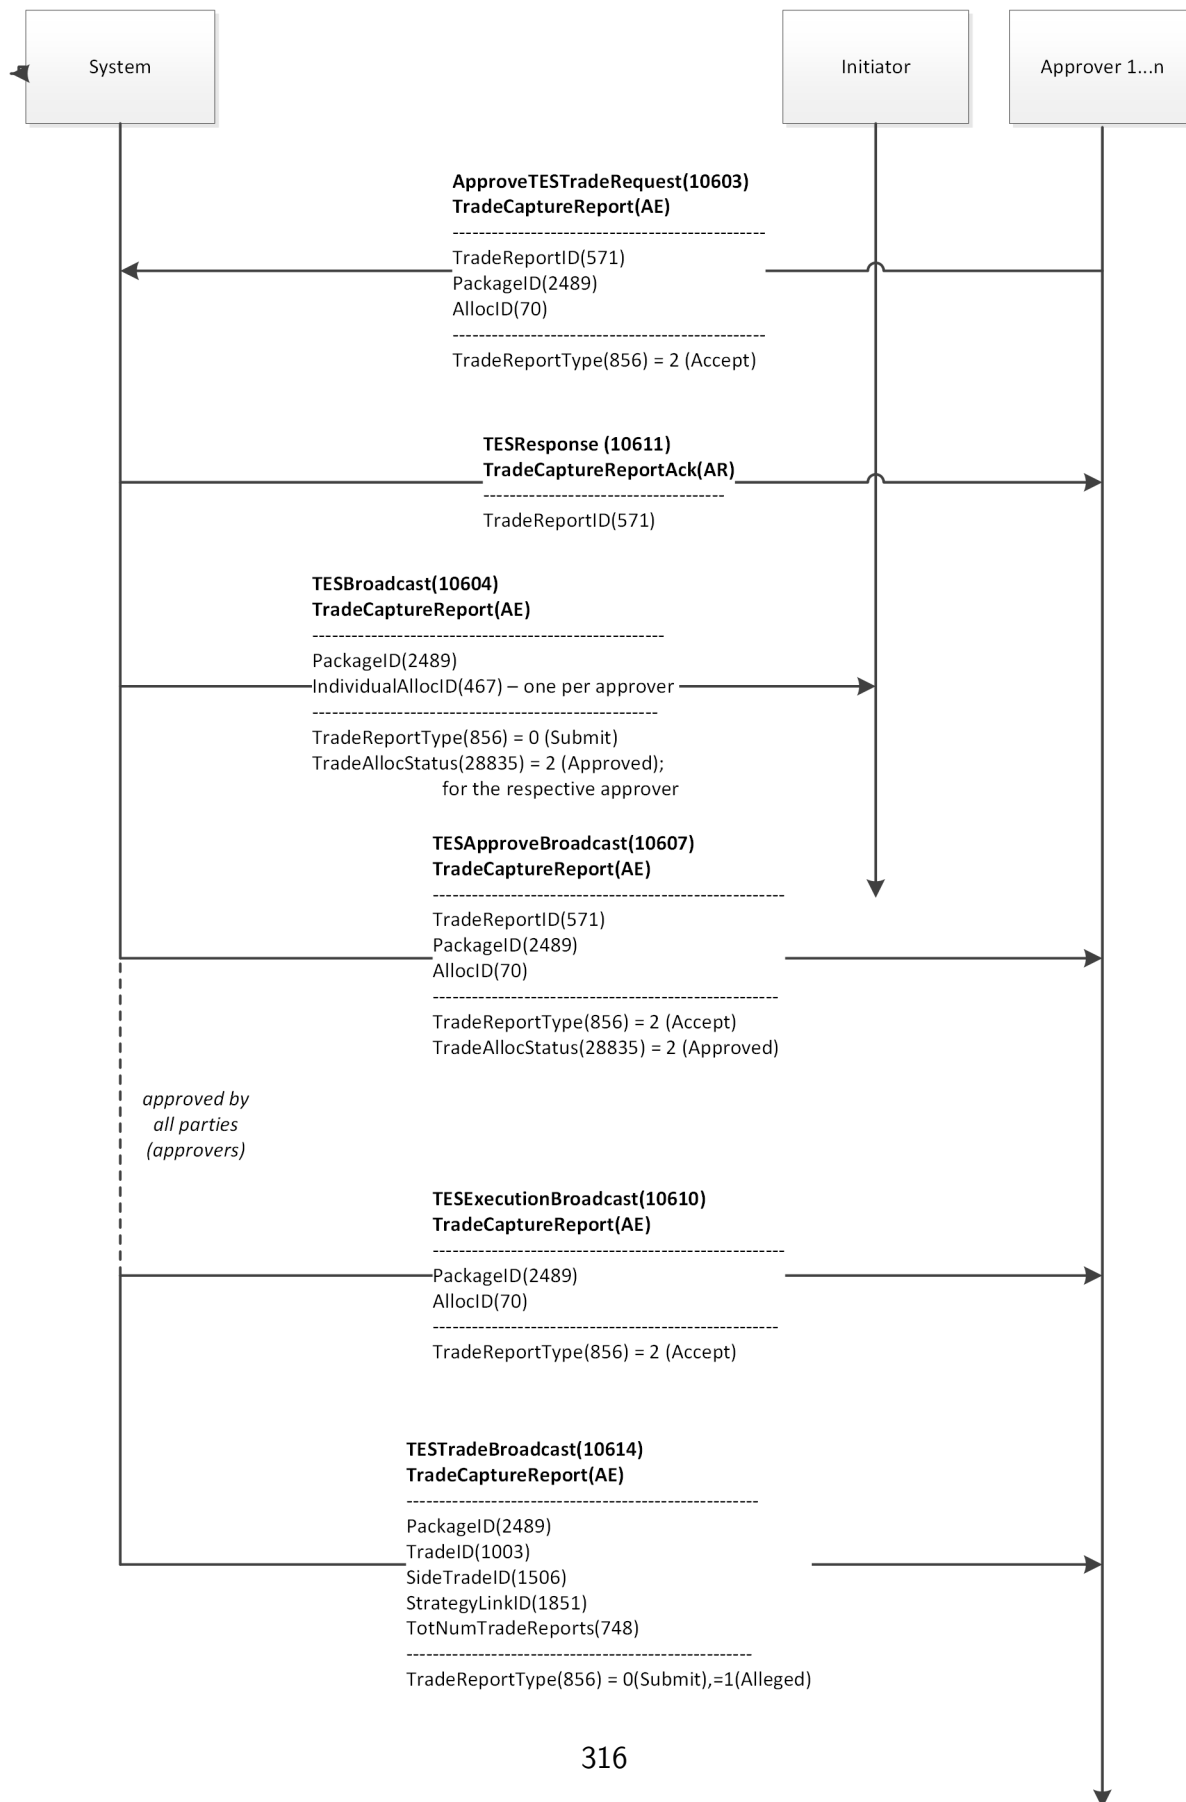 System
Initiator
Approver 1...n
ApproveTESTradeRequest(10603)
TradeCaptureReport(AE)
------------------------------------------------
TradeReportID(571)
PackageID(2489)
AllocID(70)
------------------------------------------------
TradeReportType(856) = 2 (Accept)
TESResponse (10611)
TradeCaptureReportAck(AR)
-------------------------------------
TradeReportID(571)
TESBroadcast(10604)
TradeCaptureReport(AE)
------------------------------------------------------
PackageID(2489)
IndividualAllocID(467) – one per approver
-----------------------------------------------------
TradeReportType(856) = 0 (Submit)
TradeAllocStatus(28835) = 2 (Approved);
for the respective approver
TESApproveBroadcast(10607)
TradeCaptureReport(AE)
------------------------------------------------------
TradeReportID(571)
PackageID(2489)
AllocID(70)
-----------------------------------------------------
TradeReportType(856) = 2 (Accept)
TradeAllocStatus(28835) = 2 (Approved)
approved by
all parties
(approvers)
TESExecutionBroadcast(10610)
TradeCaptureReport(AE)
------------------------------------------------------
PackageID(2489)
AllocID(70)
-----------------------------------------------------
TradeReportType(856) = 2 (Accept)
TESTradeBroadcast(10614)
TradeCaptureReport(AE)
------------------------------------------------------
PackageID(2489)
TradeID(1003)
SideTradeID(1506)
StrategyLinkID(1851)
TotNumTradeReports(748)
-----------------------------------------------------
TradeReportType(856) = 0(Submit),=1(Alleged)
316